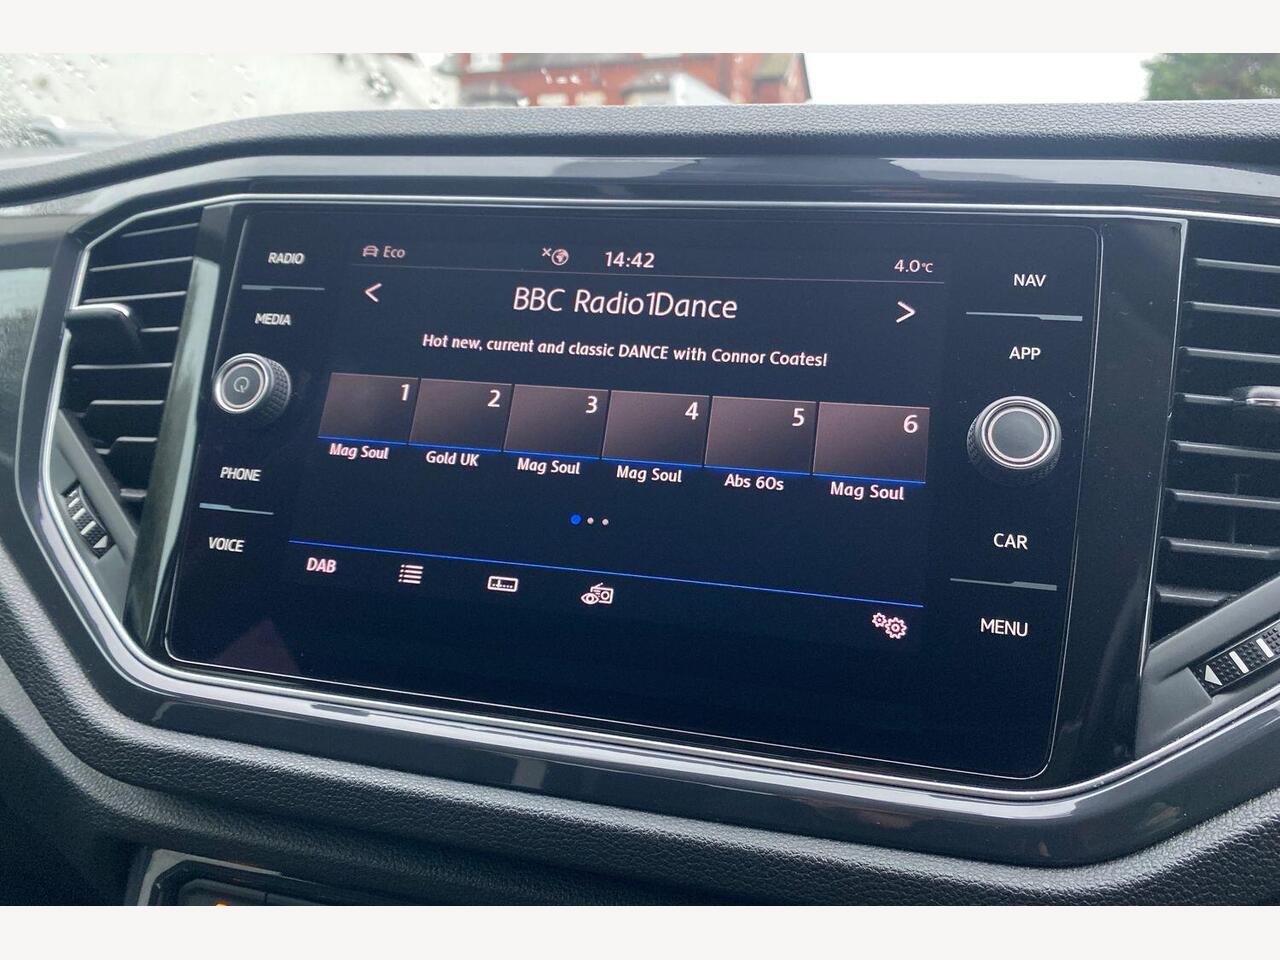 RADIO
MEDIA
PHONE
VOICE
Eco
14:42
4.0°C
< BBC Radio1Dance >
Hot new, current and classic DANCE with Connor Coates!
1 2 3 4 5 6
Mag Soul Gold UK Mag Soul Mag Soul Abs 60s Mag Soul
DAB
NAV
APP
CAR
MENU